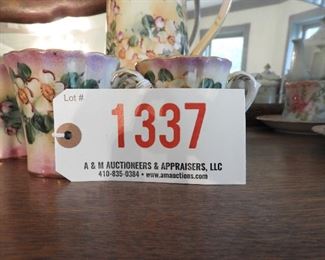 Lot #
1337
A & M AUCTIONEERS & APPRAISERS, LLC
410-835-0384 • www.amauctions.com